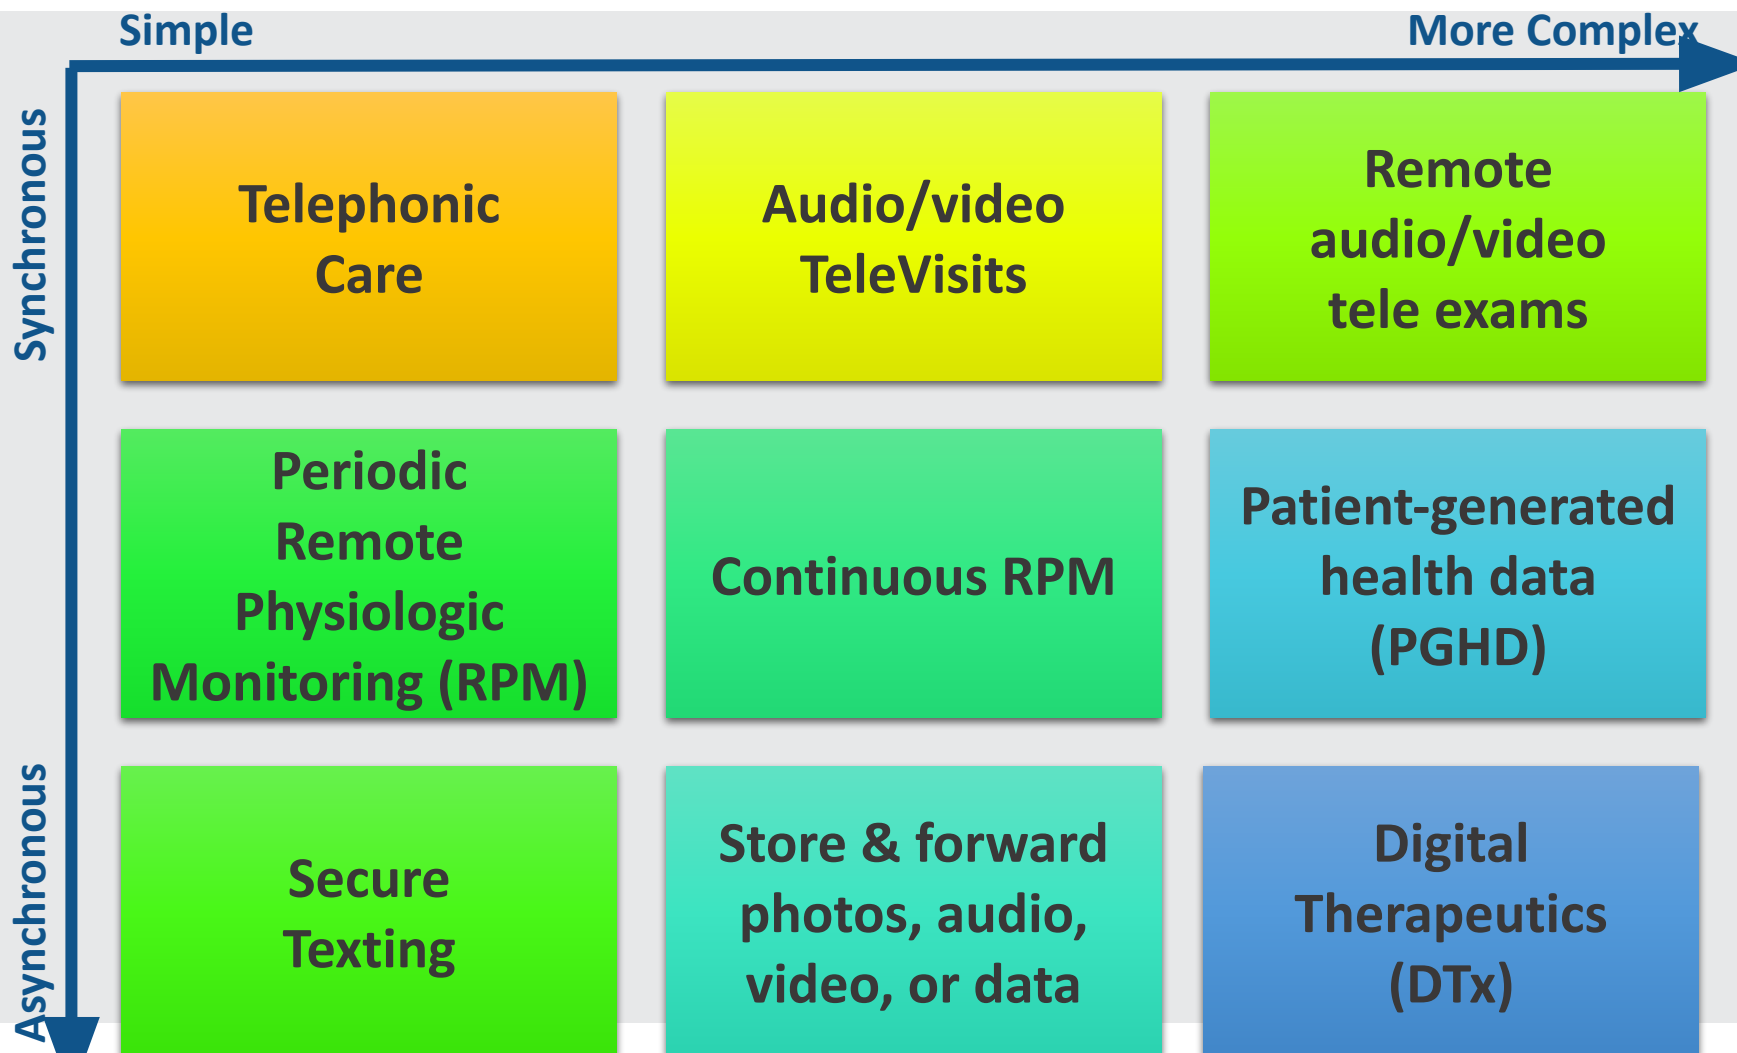 Simple
More Complex
Synchronous
Telephonic
Care
Audio/video
TeleVisits
Remote
audio/video
tele exams
Periodic
Remote
Physiologic
Monitoring (RPM)
Continuous RPM
Patient-generated
health data
(PGHD)
Asynchronous
Secure
Texting
Store & forward
photos, audio,
video, or data
Digital
Therapeutics
(DTx)